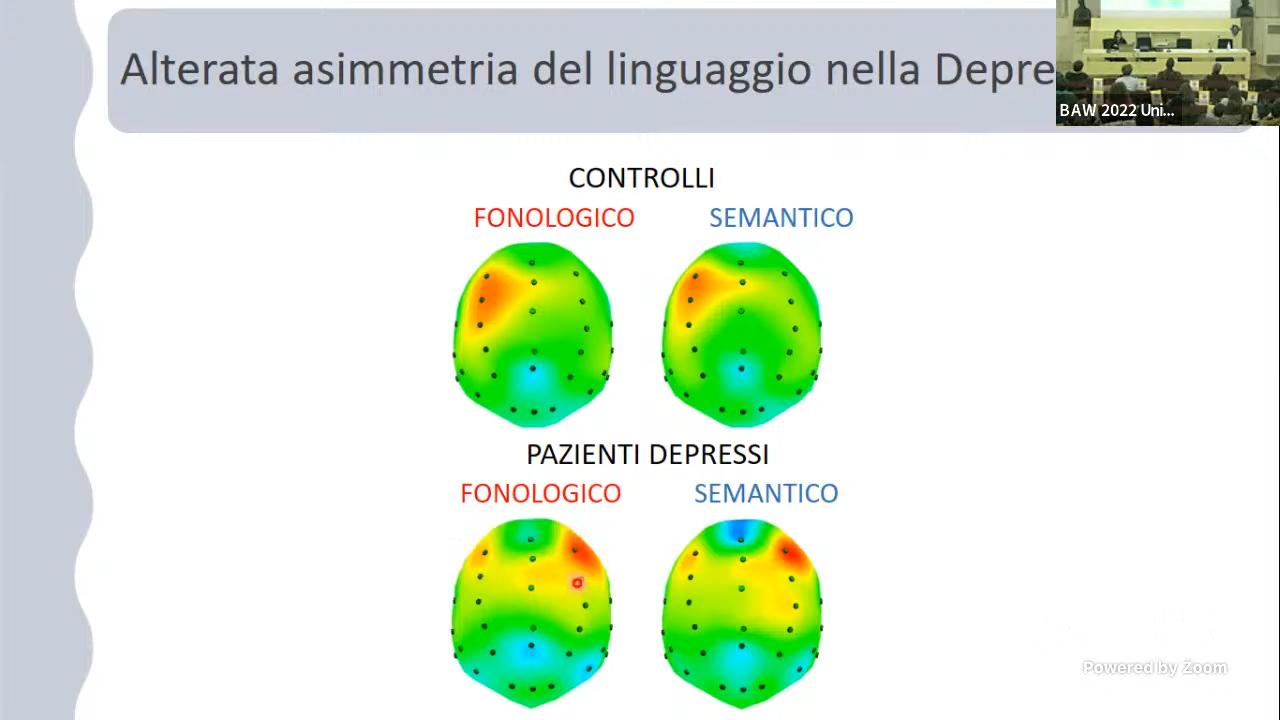 Alterata asimmetria del linguaggio nella Depre
BAW 2022 Uni...
CONTROLLI
FONOLOGICO SEMANTICO
PAZIENTI DEPRESSI
FONOLOGICO SEMANTICO
Powered by Zoom